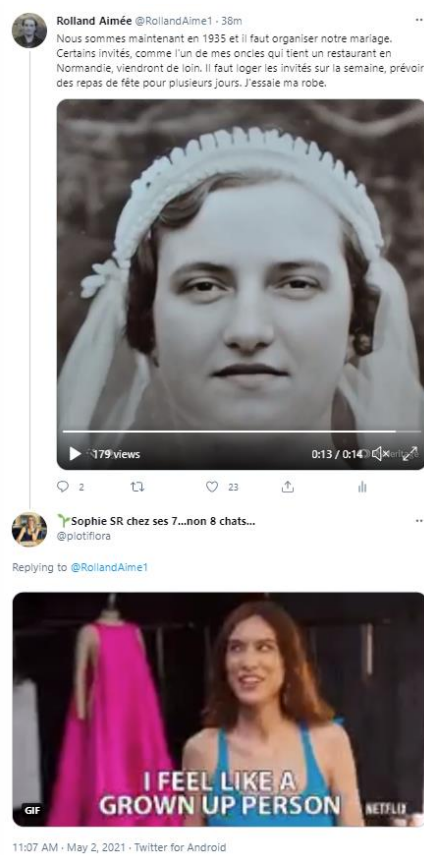 Rolland Aimée @RollandAime1 · 38m
Nous sommes maintenant en 1935 et il faut organiser notre mariage.
Certains invités, comme l'un de mes oncles qui tient un restaurant en
Normandie, viendront de loin. Il faut loger les invités sur la semaine, prévoir
des repas de fête pour plusieurs jours. J'essaie ma robe.
179 views
0:13 / 0:14
2
23
Sophie SR chez ses 7...non 8 chats...
@plotiflora
Replying to @RollandAime1
I FEEL LIKE A
GROWN UP PERSON
GIF
NETFLIX
11:07 AM · May 2, 2021 · Twitter for Android